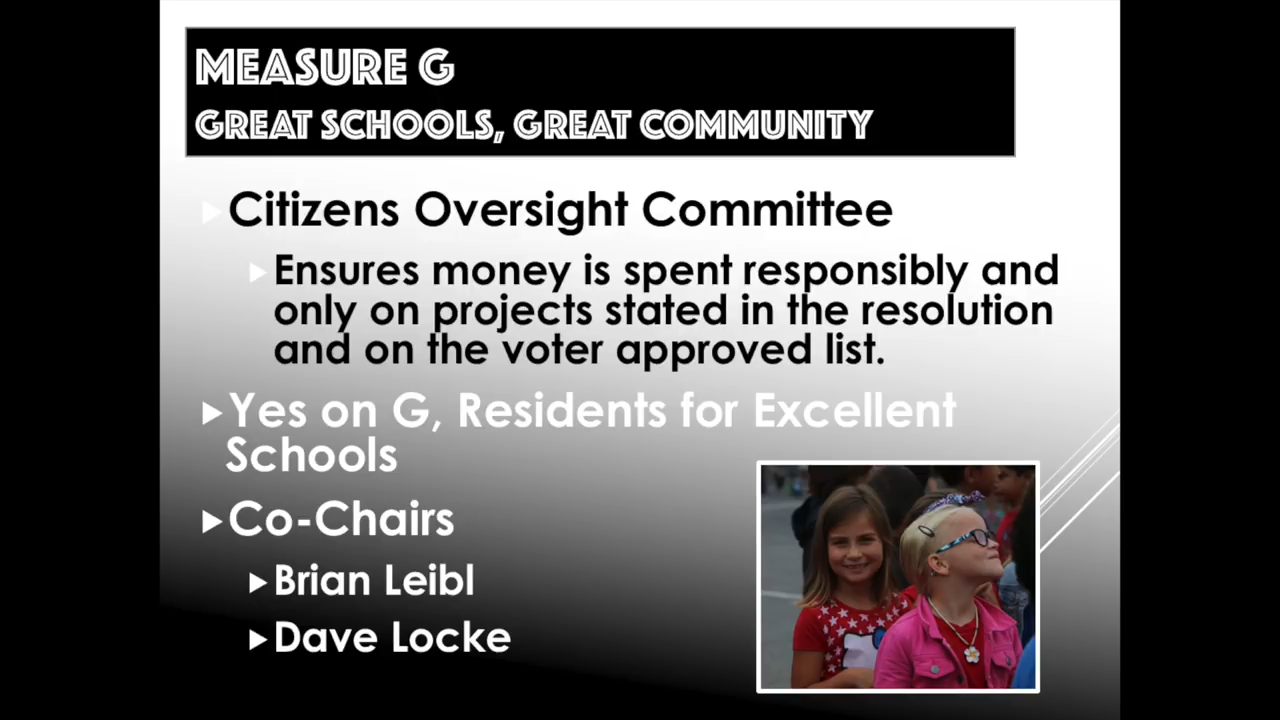 MEASURE G
GREAT SCHOOLS, GREAT COMMUNITY
Citizens Oversight Committee
Ensures money is spent responsibly and
only on projects stated in the resolution
and on the voter approved list.
Yes on G, Residents for Excellent
Schools
Co-Chairs
Brian Leibl
Dave Locke